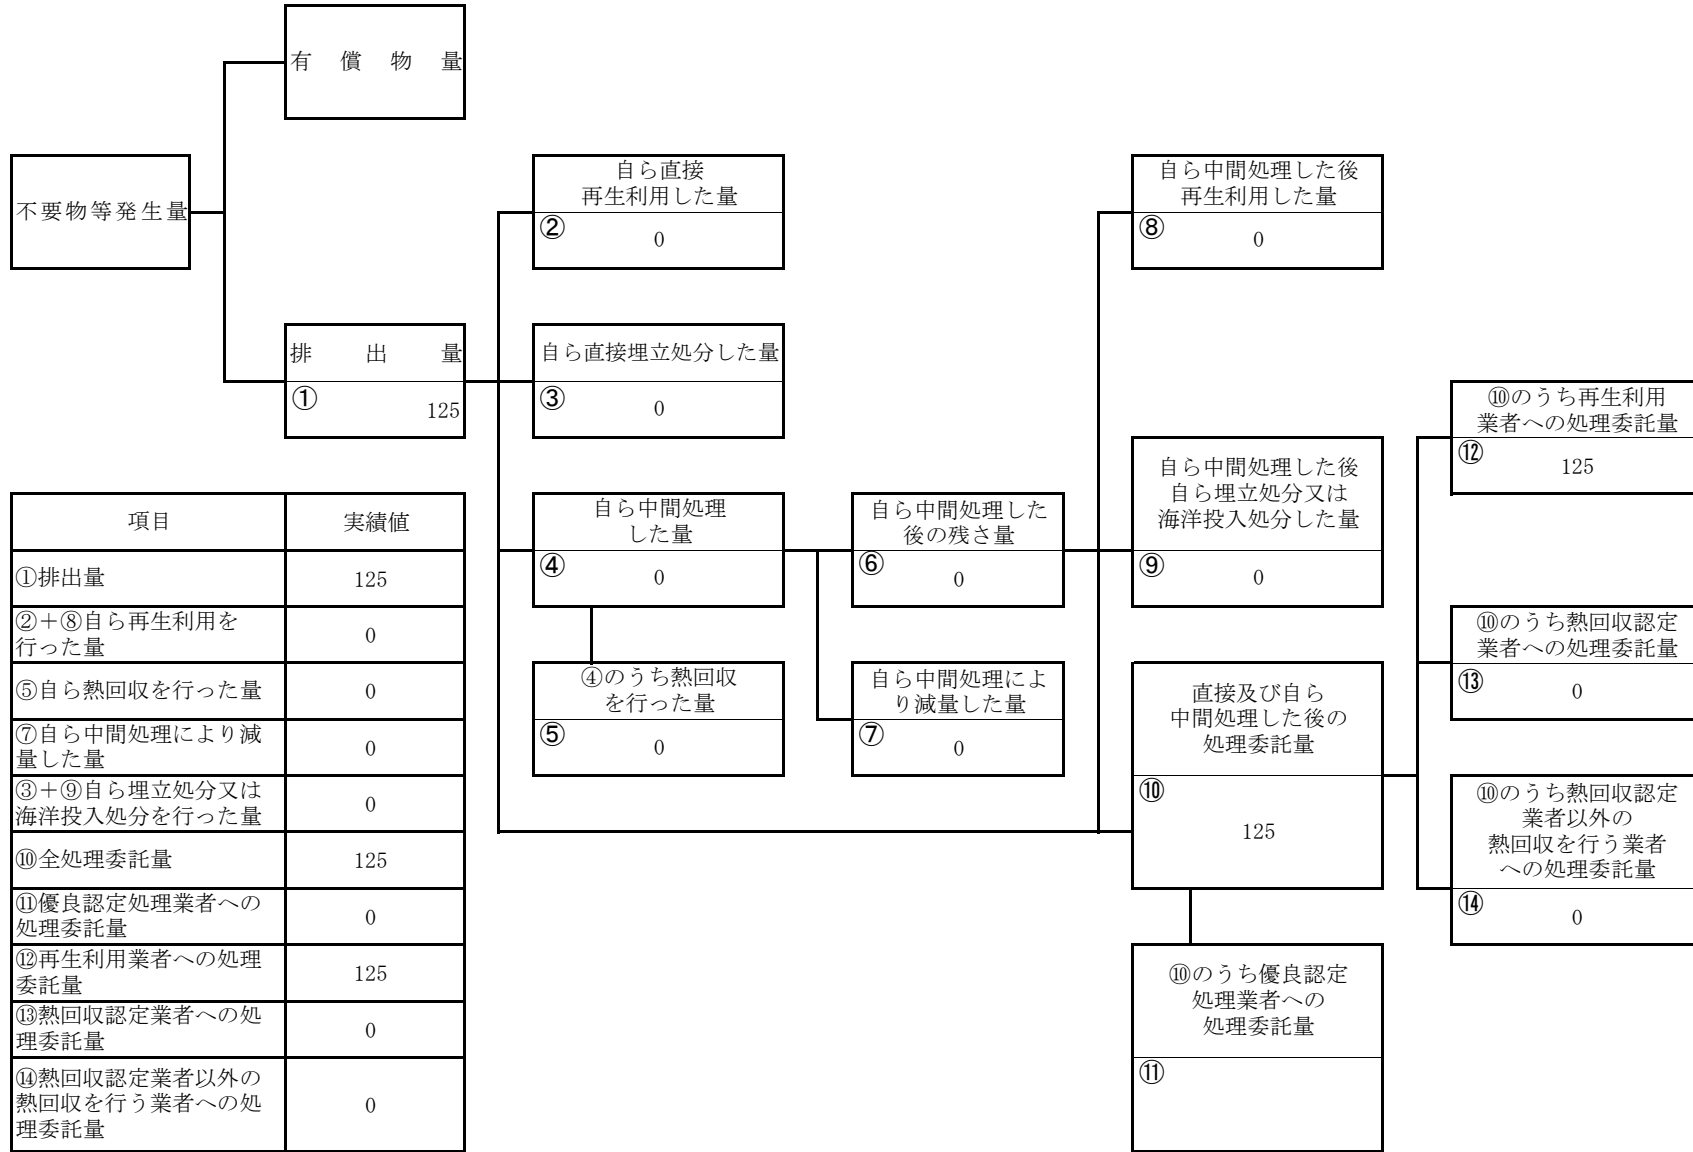 有償物量
不要物等発生量
排出量
①
125
自ら直接
再生利用した量
②
0
自ら直接埋立処分した量
③
0
自ら中間処理
した量
④
0
④のうち熱回収
を行った量
⑤
0
自ら中間処理した
後の残さ量
⑥
0
自ら中間処理によ
り減量した量
⑦
0
自ら中間処理した後
再生利用した量
⑧
0
自ら中間処理した後
自ら埋立処分又は
海洋投入処分した量
⑨
0
直接及び自ら
中間処理した後の
処理委託量
⑩
125
⑩のうち優良認定
処理業者への
処理委託量
⑪
⑩のうち再生利用
業者への処理委託量
⑫
125
⑩のうち熱回収認定
業者への処理委託量
⑬
0
⑩のうち熱回収認定
業者以外の
熱回収を行う業者
への処理委託量
⑭
0
項目 実績値
①排出量 125
②＋⑧自ら再生利用を
行った量 0
⑤自ら熱回収を行った量 0
⑦自ら中間処理により減
量した量 0
③＋⑨自ら埋立処分又は
海洋投入処分を行った量 0
⑩全処理委託量 125
⑪優良認定処理業者への
処理委託量 0
⑫再生利用業者への処理
委託量 125
⑬熱回収認定業者への処
理委託量 0
⑭熱回収認定業者以外の
熱回収を行う業者への処
理委託量 0